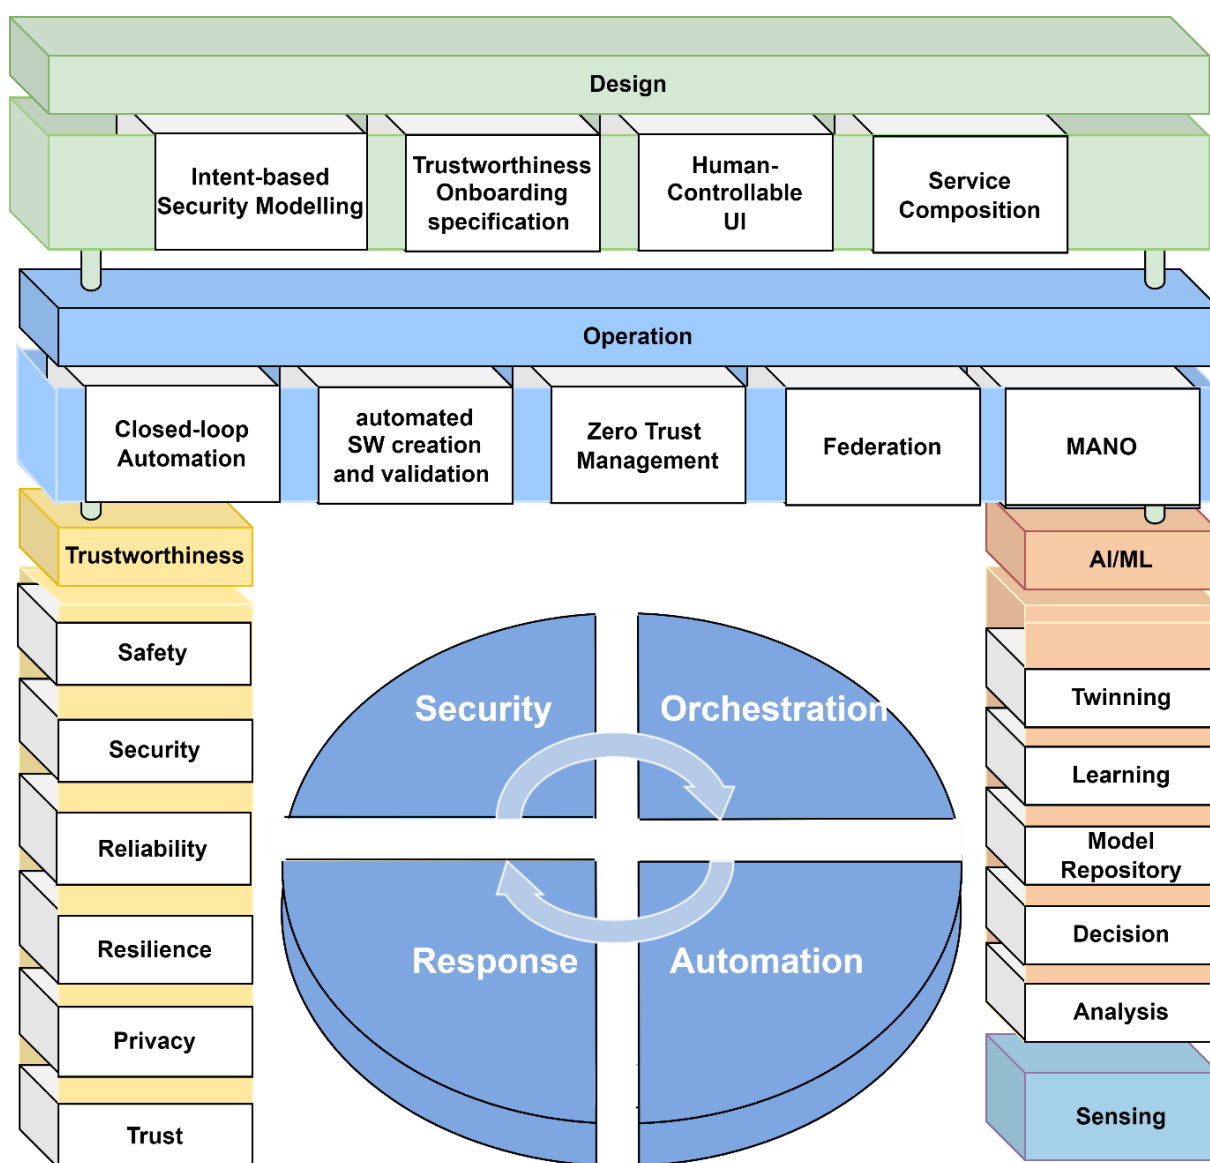 Design
Intent-based
Security Modelling
Trustworthiness
Onboarding
specification
Human-
Controllable
UI
Service
Composition
Operation
Closed-loop
Automation
automated
SW creation
and validation
Zero Trust
Management
Federation
MANO
Trustworthiness
Safety
Security
Reliability
Resilience
Privacy
Trust
Security
Orchestration
Response
Automation
AI/ML
Twinning
Learning
Model
Repository
Decision
Analysis
Sensing